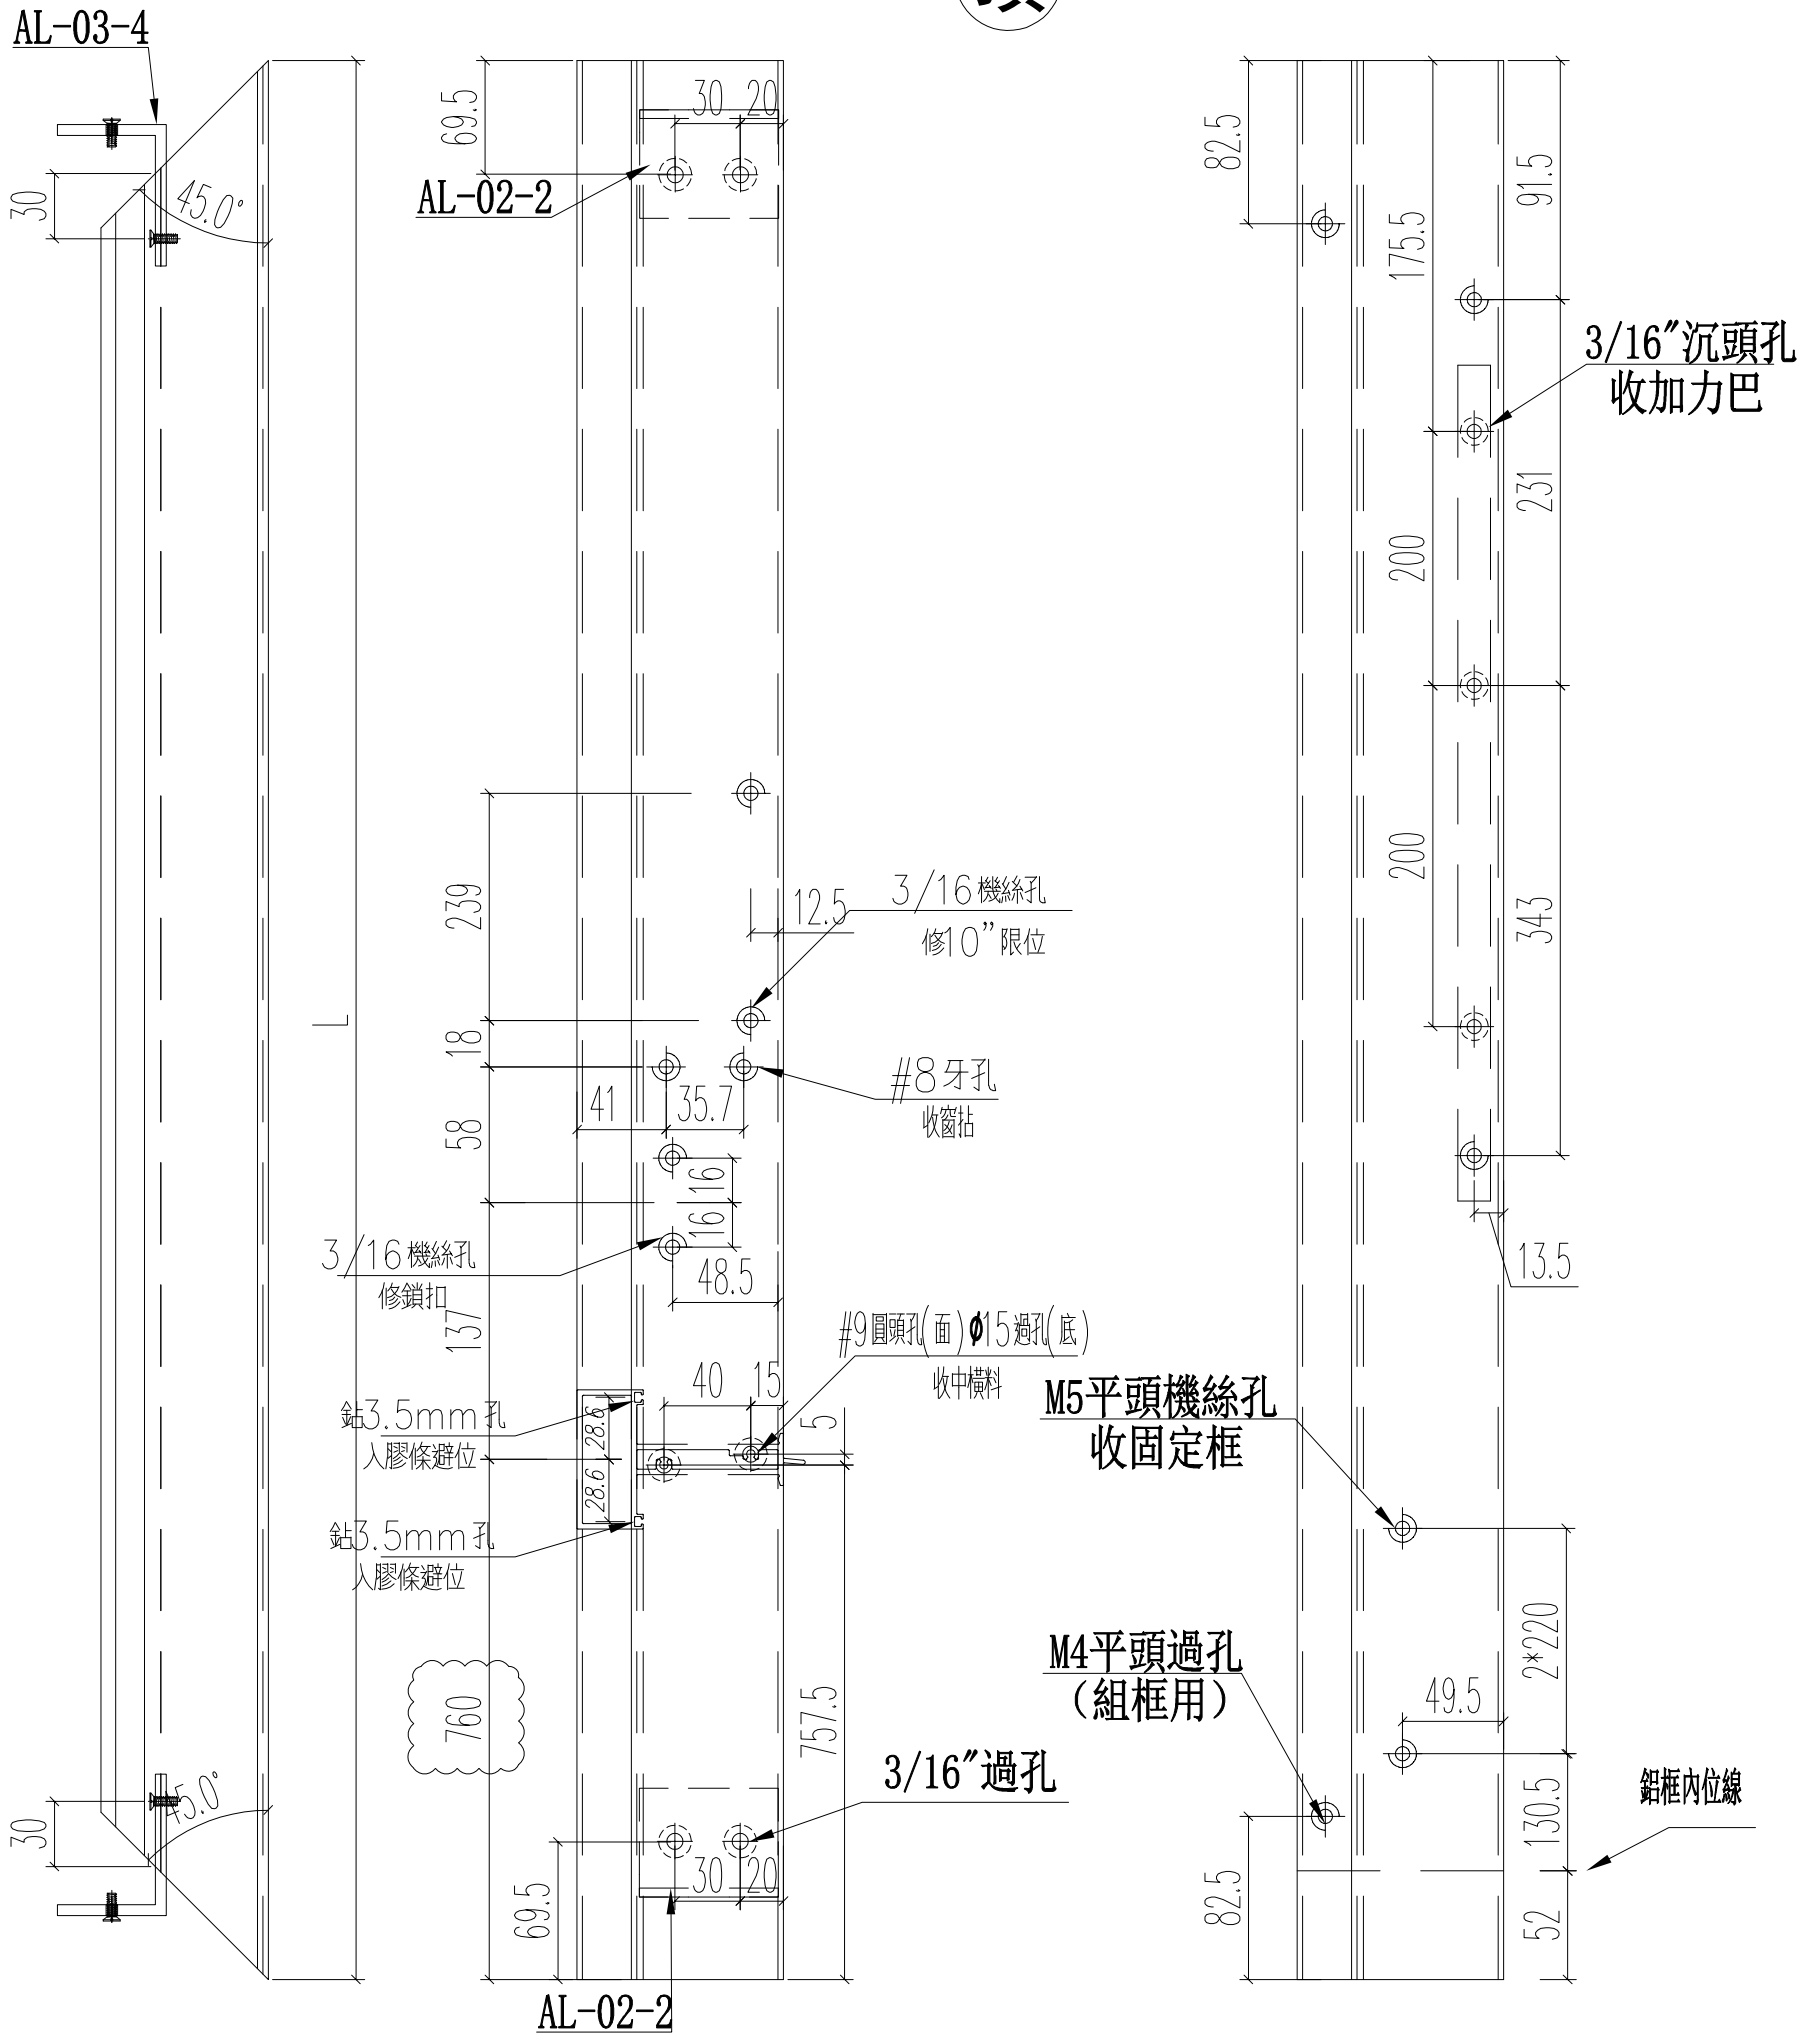 AL-03-4
30
45.0°
L
30
45.0°
69.5
30
20
AL-02-2
239
12.5
3/16機絲孔
修10”限位
18
#8牙孔
收窗拈
41
35.7
58
16
16
3/16機絲孔
修鎖扣
48.5
137
#9圓頭孔(面)ϕ15過孔(底)
收中橫料
40
15
5
鉆3.5mm孔
入膠條避位
28.6
28.6
鉆3.5mm孔
入膠條避位
760
757.5
3/16″過孔
69.5
30
20
AL-02-2
82.5
91.5
175.5
3/16″沉頭孔
收加力巴
231
200
200
343
13.5
M5平頭機絲孔
收固定框
2*220
M4平頭過孔
（組框用）
49.5
130.5
鋁框內位線
82.5
52